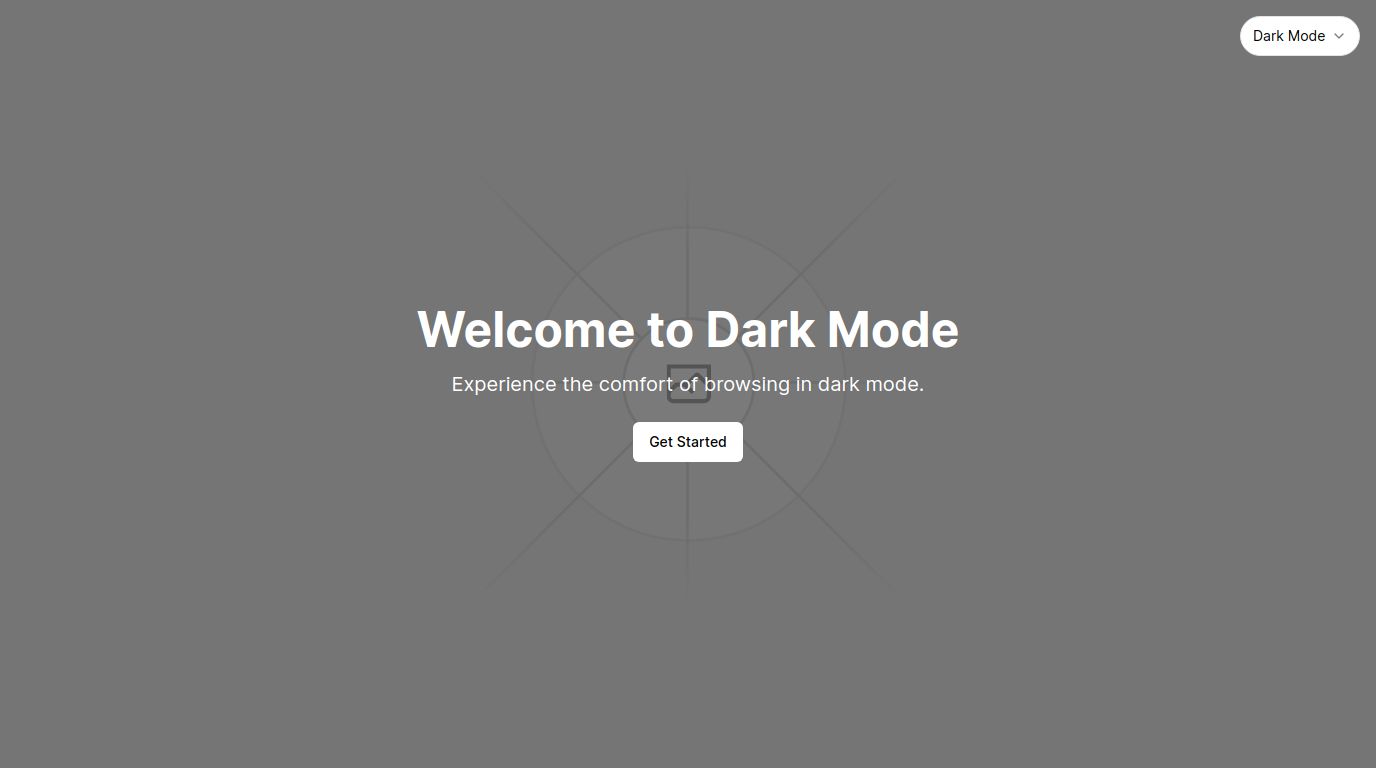 Dark Mode
Welcome to Dark Mode
Experience the comfort of browsing in dark mode.
Get Started